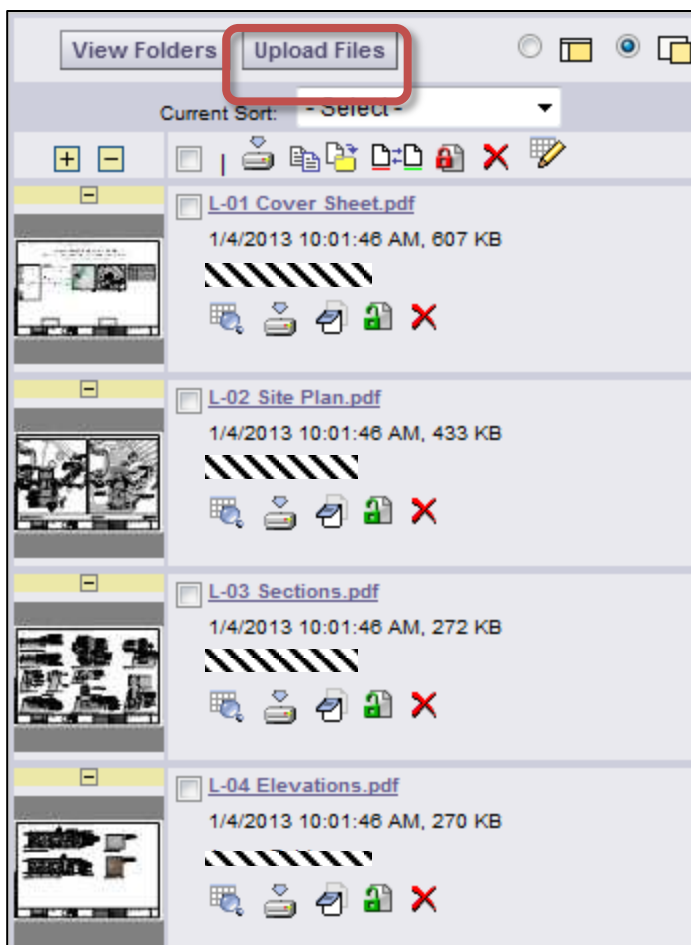 View Folders Upload Files
Current Sort: - Select -
L-01 Cover Sheet.pdf
1/4/2013 10:01:46 AM, 607 KB
L-02 Site Plan.pdf
1/4/2013 10:01:46 AM, 433 KB
L-03 Sections.pdf
1/4/2013 10:01:46 AM, 272 KB
L-04 Elevations.pdf
1/4/2013 10:01:46 AM, 270 KB